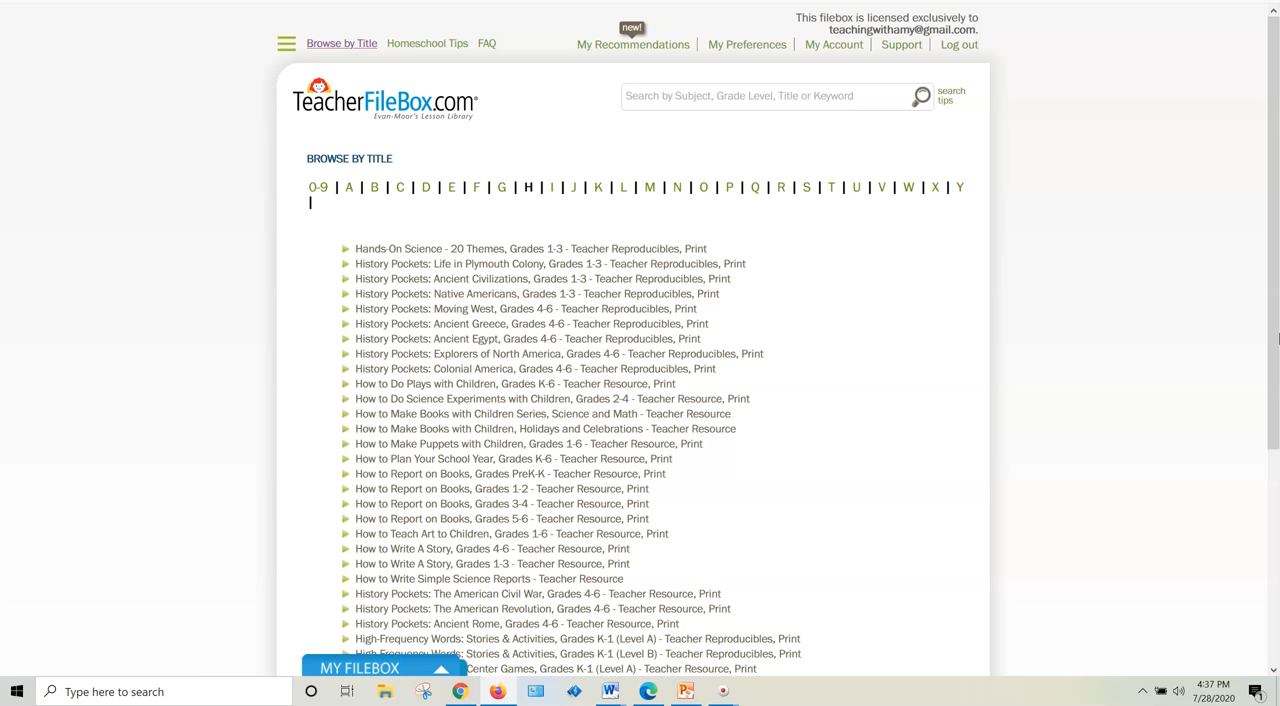 This filebox is licensed exclusively to
teachingwithamy@gmail.com.
new!
Browse by Title Homeschool Tips FAQ
My Recommendations | My Preferences | My Account | Support | Log out
TeacherFileBox.com®
Evan-Moor's Lesson Library
Search by Subject, Grade Level, Title or Keyword
search
tips
BROWSE BY TITLE
0-9 | A | B | C | D | E | F | G | H | I | J | K | L | M | N | O | P | Q | R | S | T | U | V | W | X | Y
|
Hands-On Science - 20 Themes, Grades 1-3 - Teacher Reproducibles, Print
History Pockets: Life in Plymouth Colony, Grades 1-3 - Teacher Reproducibles, Print
History Pockets: Ancient Civilizations, Grades 1-3 - Teacher Reproducibles, Print
History Pockets: Native Americans, Grades 1-3 - Teacher Reproducibles, Print
History Pockets: Moving West, Grades 4-6 - Teacher Reproducibles, Print
History Pockets: Ancient Greece, Grades 4-6 - Teacher Reproducibles, Print
History Pockets: Ancient Egypt, Grades 4-6 - Teacher Reproducibles, Print
History Pockets: Explorers of North America, Grades 4-6 - Teacher Reproducibles, Print
History Pockets: Colonial America, Grades 4-6 - Teacher Reproducibles, Print
How to Do Plays with Children, Grades K-6 - Teacher Resource, Print
How to Do Science Experiments with Children, Grades 2-4 - Teacher Resource, Print
How to Make Books with Children Series, Science and Math - Teacher Resource
How to Make Books with Children, Holidays and Celebrations - Teacher Resource
How to Make Puppets with Children, Grades 1-6 - Teacher Resource, Print
How to Plan Your School Year, Grades K-6 - Teacher Resource, Print
How to Report on Books, Grades PreK-K - Teacher Resource, Print
How to Report on Books, Grades 1-2 - Teacher Resource, Print
How to Report on Books, Grades 3-4 - Teacher Resource, Print
How to Report on Books, Grades 5-6 - Teacher Resource, Print
How to Teach Art to Children, Grades 1-6 - Teacher Resource, Print
How to Write A Story, Grades 4-6 - Teacher Resource, Print
How to Write A Story, Grades 1-3 - Teacher Resource, Print
How to Write Simple Science Reports - Teacher Resource
History Pockets: The American Civil War, Grades 4-6 - Teacher Resource, Print
History Pockets: The American Revolution, Grades 4-6 - Teacher Resource, Print
History Pockets: Ancient Rome, Grades 4-6 - Teacher Resource, Print
High-Frequency Words: Stories & Activities, Grades K-1 (Level A) - Teacher Reproducibles, Print
High-Frequency Words: Stories & Activities, Grades K-1 (Level B) - Teacher Reproducibles, Print
Center Games, Grades K-1 (Level A) - Teacher Resource, Print
MY FILEBOX
Type here to search
4:37 PM
7/28/2020
1